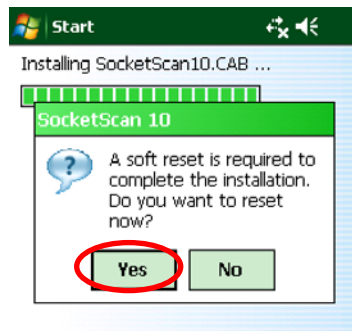 Start
Installing SocketScan10.CAB ...
SocketScan 10
A soft reset is required to
complete the installation.
Do you want to reset
now?
Yes No